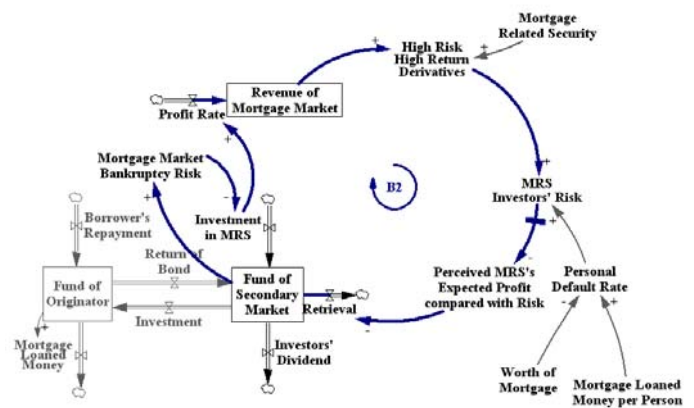 Mortgage
Related Security
+
High Risk
High Return
Derivatives
+
Revenue of
Mortgage Market
Profit Rate
+
+
Mortgage Market
Bankruptcy Risk
B2
MRS
Investors' Risk
-
+
Investment
in MRS
+
Borrower's
Repayment
Return of
Bond
-
Fund of
Originator
Fund of
Secondary
Market
Perceived MRS's
Expected Profit
compared with Risk
Personal
Default Rate
Retrieval
-
+
Investment
-
+
Mortgage
Loaned
Money
Investors'
Dividend
Worth of
Mortgage
Mortgage Loaned
Money per Person